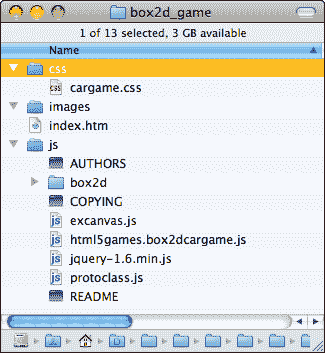 box2d_game
1 of 13 selected, 3 GB available
Name
css
css cargame.css
images
index.htm
js
AUTHORS
box2d
COPYING
js excanvas.js
js html5games.box2dcargame.js
js jquery-1.6.min.js
js protoclass.js
README